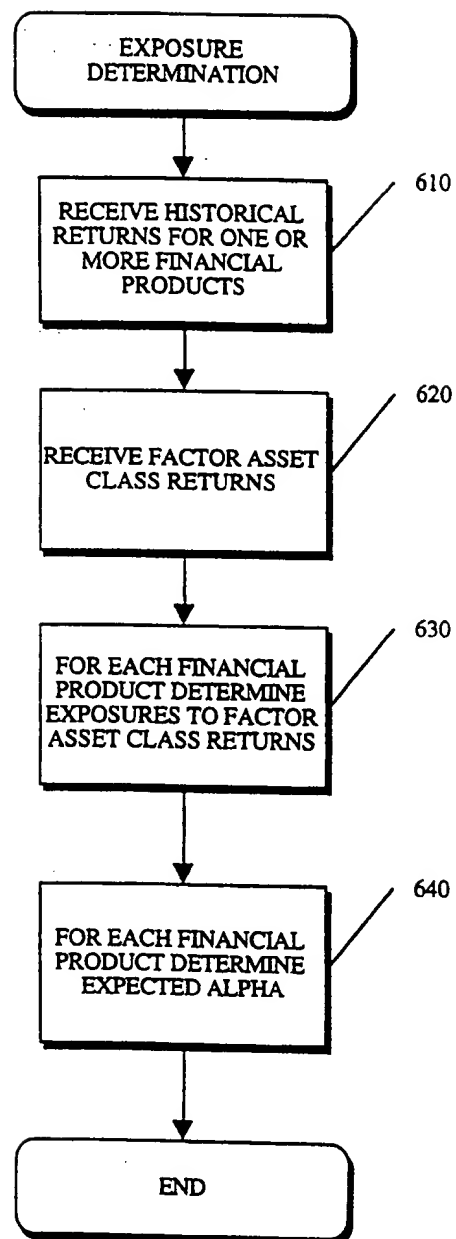 EXPOSURE
DETERMINATION
610
RECEIVE HISTORICAL
RETURNS FOR ONE OR
MORE FINANCIAL
PRODUCTS
620
RECEIVE FACTOR ASSET
CLASS RETURNS
630
FOR EACH FINANCIAL
PRODUCT DETERMINE
EXPOSURES TO FACTOR
ASSET CLASS RETURNS
640
FOR EACH FINANCIAL
PRODUCT DETERMINE
EXPECTED ALPHA
END